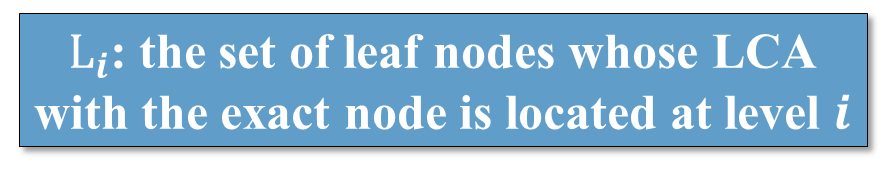 L𝑖: the set of leaf nodes whose LCA
with the exact node is located at level 𝑖